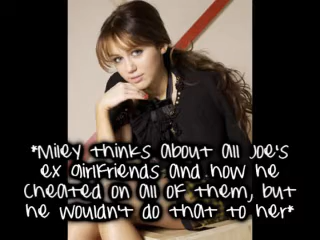 *Miley thinks about all Joe's
ex girlfriends and how he
cheated on all of them, but
he wouldn't do that to her*